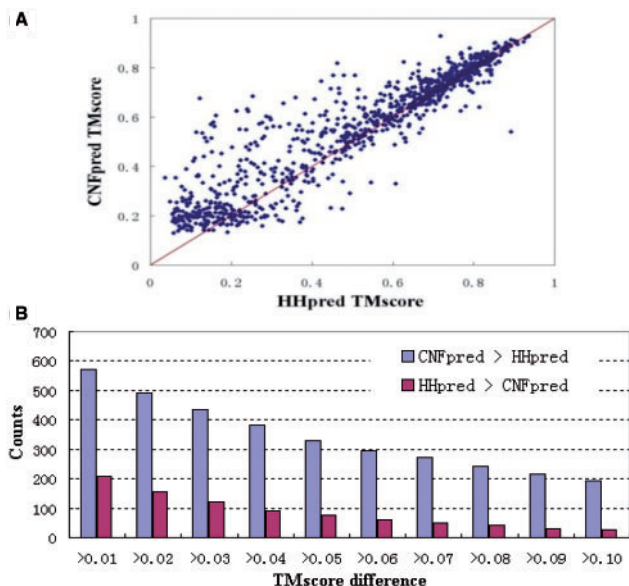 A
1
0.8
0.6
0.4
0.2
0
CNFpred TMscore
0 0.2 0.4 0.6 0.8 1
HHpred TMscore
B
700
600
500
400
300
200
100
0
Counts
CNFpred > HHpred
HHpred > CNFpred
>0.01 >0.02 >0.03 >0.04 >0.05 >0.06 >0.07 >0.08 >0.09 >0.10
TMscore difference